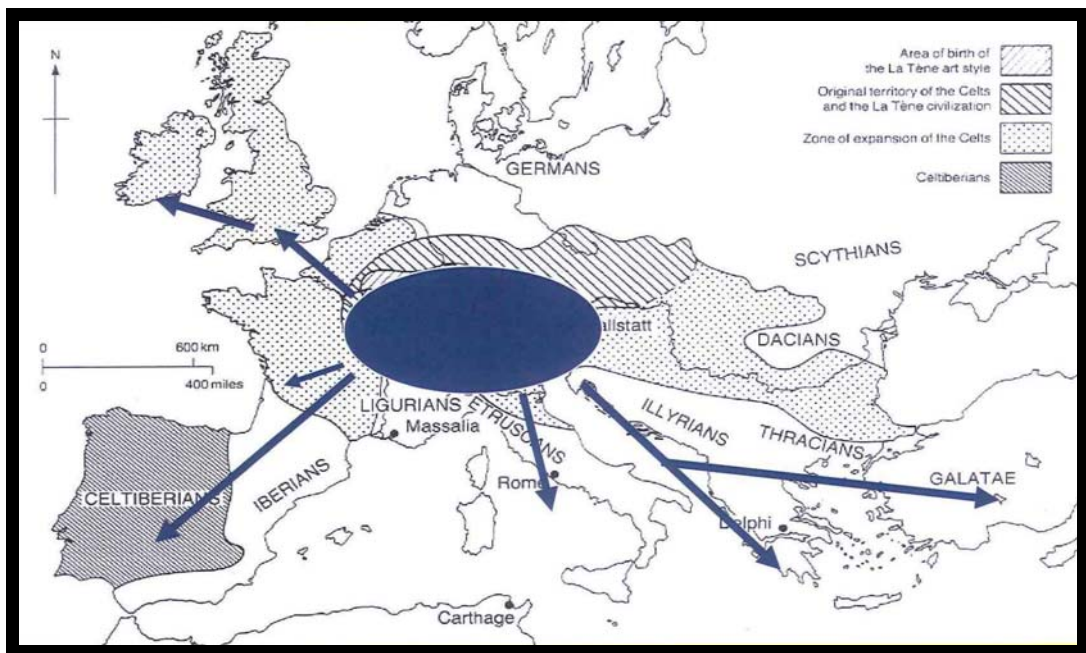 N
Area of birth of
the La Tène art style
Original territory of the Celts
and the La Tène civilization
Zone of expansion of the Celts
Celtiberians
GERMANS
SCYTHIANS
allstatt
DACIANS
0 600 km
0 400 miles
LIGURIANS
ETRUSCANS
Massalia
ILLYRIANS
THRACIANS
Rome
GALATAE
CELTIBERIANS
IBERIANS
Delphi
Carthage